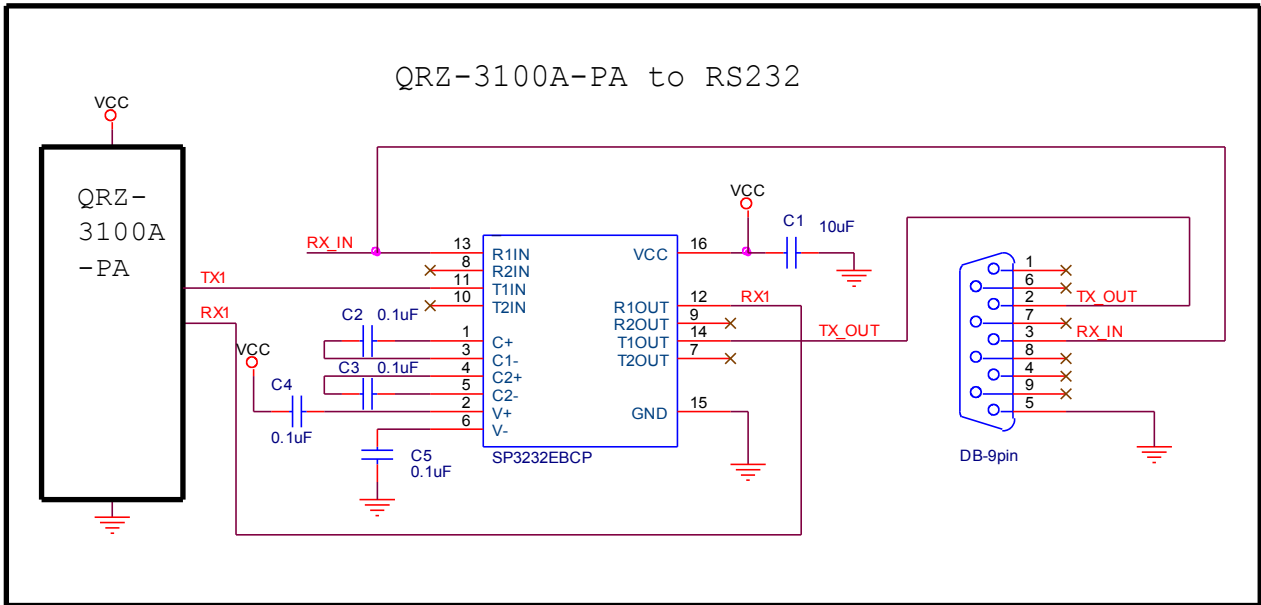 QRZ-3100A-PA to RS232
VCC
QRZ-
3100A
-PA
TX1
RX1
RX_IN
13
8
11
10
1
3
4
5
2
6
R1IN
R2IN
T1IN
T2IN
C+
C1-
C2+
C2-
V+
V-
VCC
R1OUT
R2OUT
T1OUT
T2OUT
GND
16
12
9
14
7
15
SP3232EBCP
C2 0.1uF
C3 0.1uF
VCC
C4
0.1uF
C5
0.1uF
VCC
C1 10uF
RX1
TX_OUT
1
6
2
7
3
8
4
9
5
TX_OUT
RX_IN
DB-9pin